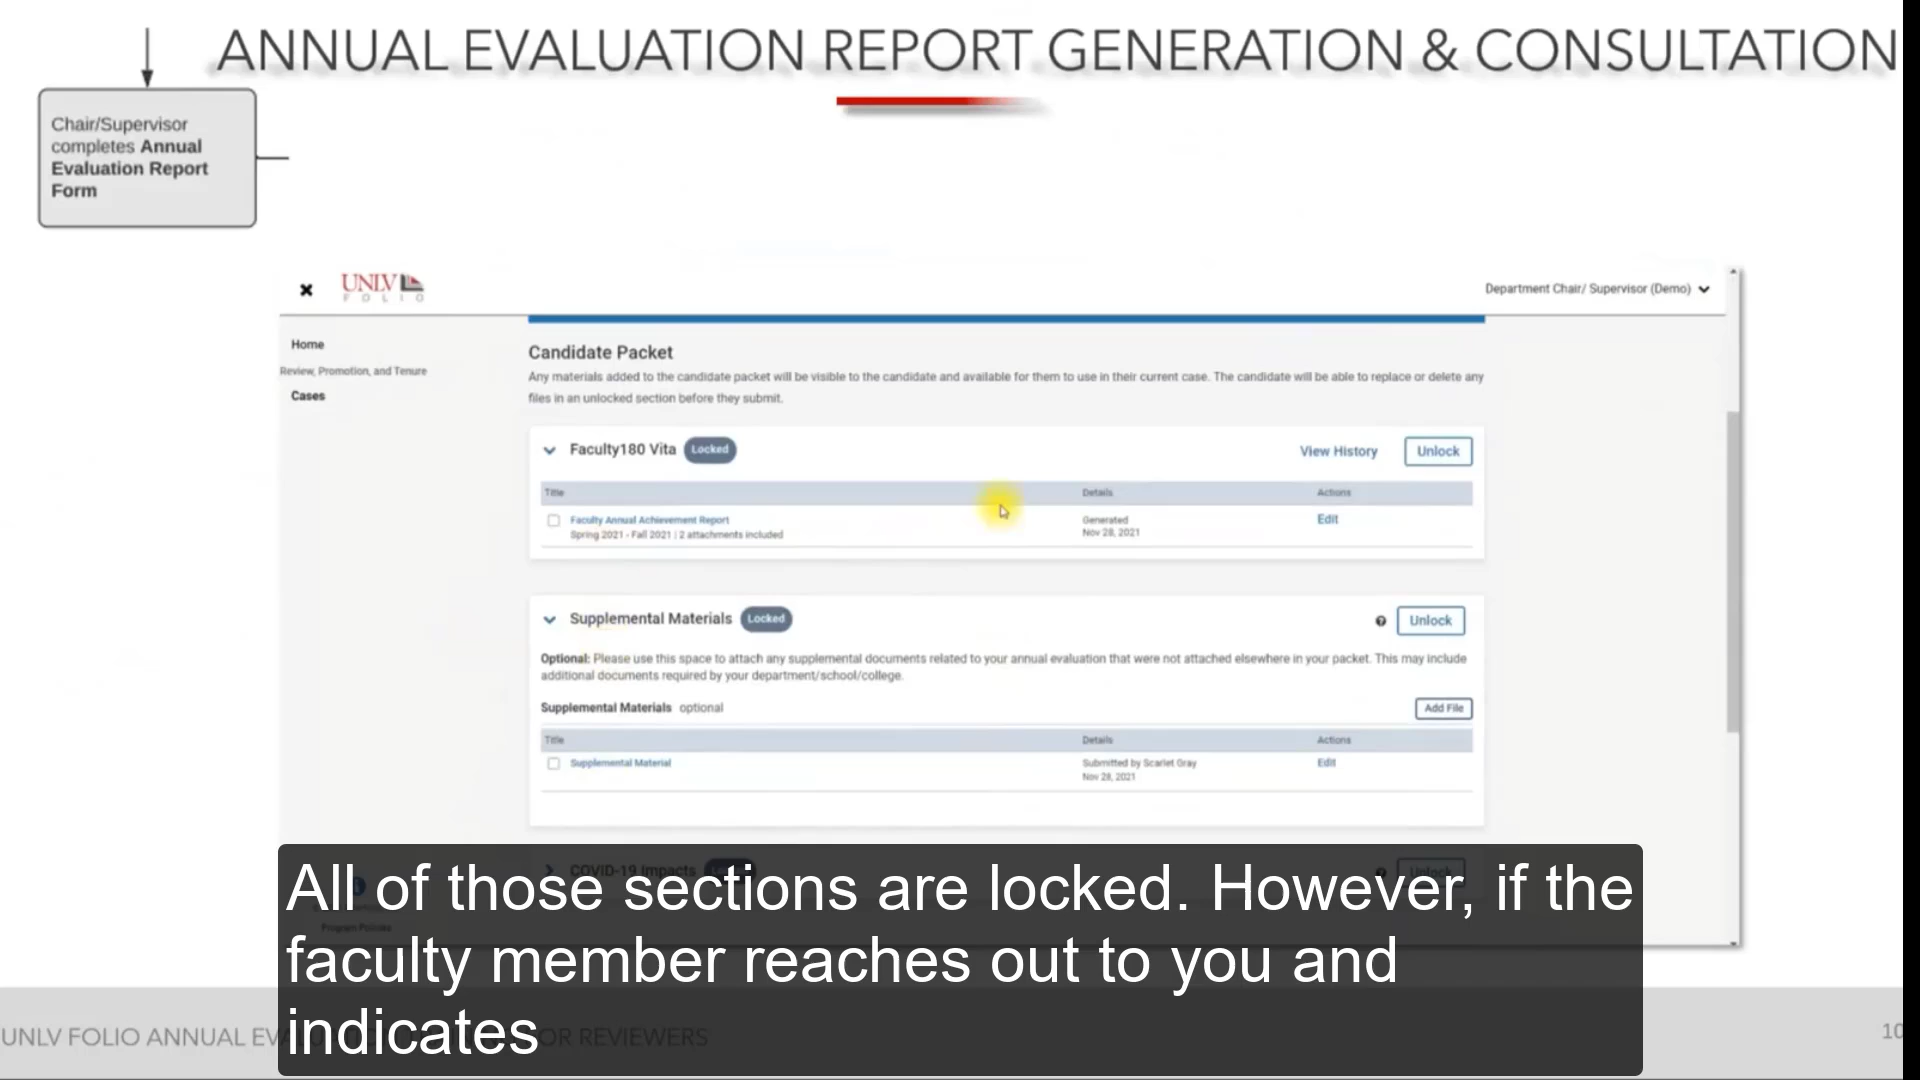 ANNUAL EVALUATION REPORT GENERATION & CONSULTATION
Chair/Supervisor
completes Annual
Evaluation Report
Form
UNLV
FOLIO
Department Chair/ Supervisor (Demo)
Home
Review, Promotion, and Tenure
Cases
Candidate Packet
Any materials added to the candidate packet will be visible to the candidate and available for them to use in their current case. The candidate will be able to replace or delete any
files in an unlocked section before they submit.
Faculty180 Vita Locked View History Unlock
Title Details Actions
Faculty Annual Achievement Report Generated Edit
Spring 2021 - Fall 2021 | 2 attachments included Nov 28, 2021
Supplemental Materials Locked Unlock
Optional: Please use this space to attach any supplemental documents related to your annual evaluation that were not attached elsewhere in your packet. This may include
additional documents required by your department/school/college.
Supplemental Materials optional Add File
Title Details Actions
Supplemental Material Submitted by Scarlet Gray Edit
Nov 28, 2021
COVID-19 Impacts Unlock
Program Policies
All of those sections are locked. However, if the
faculty member reaches out to you and
indicates
UNLV FOLIO ANNUAL REVIEWERS
10